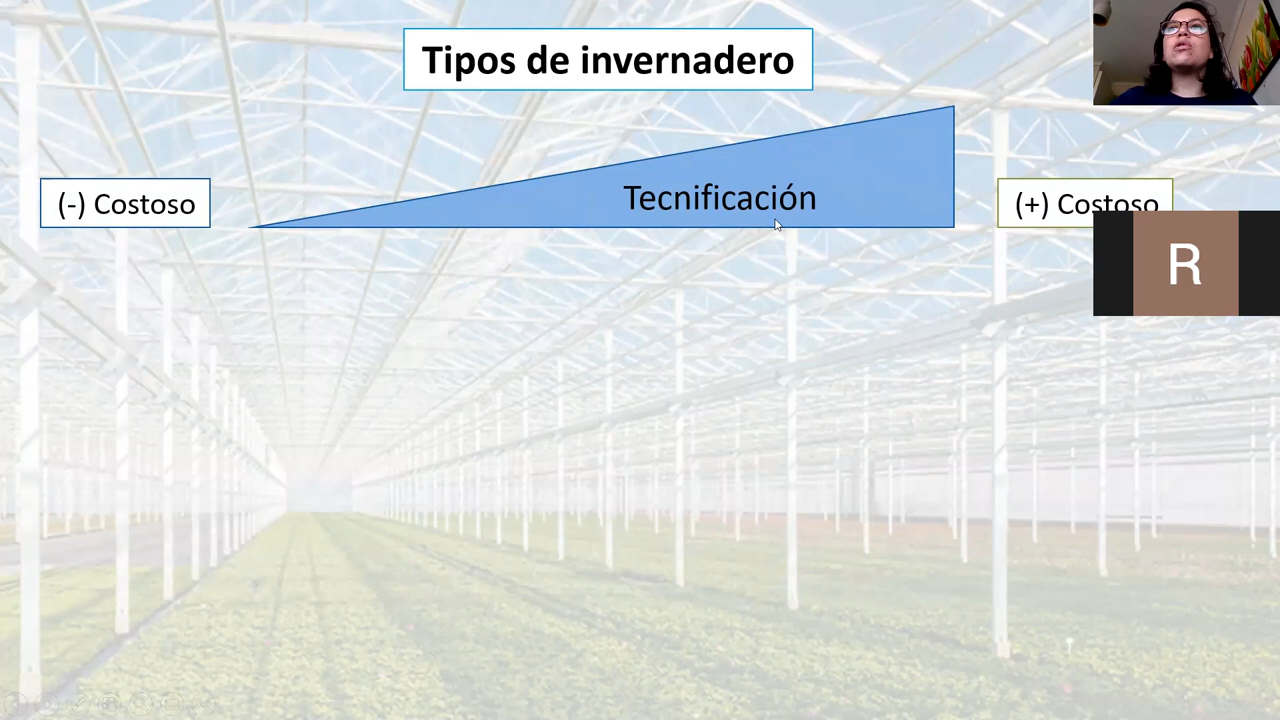 Tipos de invernadero
Tecnificación
(-) Costoso
(+) Costoso
R